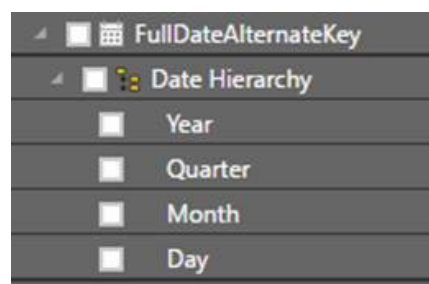 FullDateAlternateKey
Date Hierarchy
Year
Quarter
Month
Day